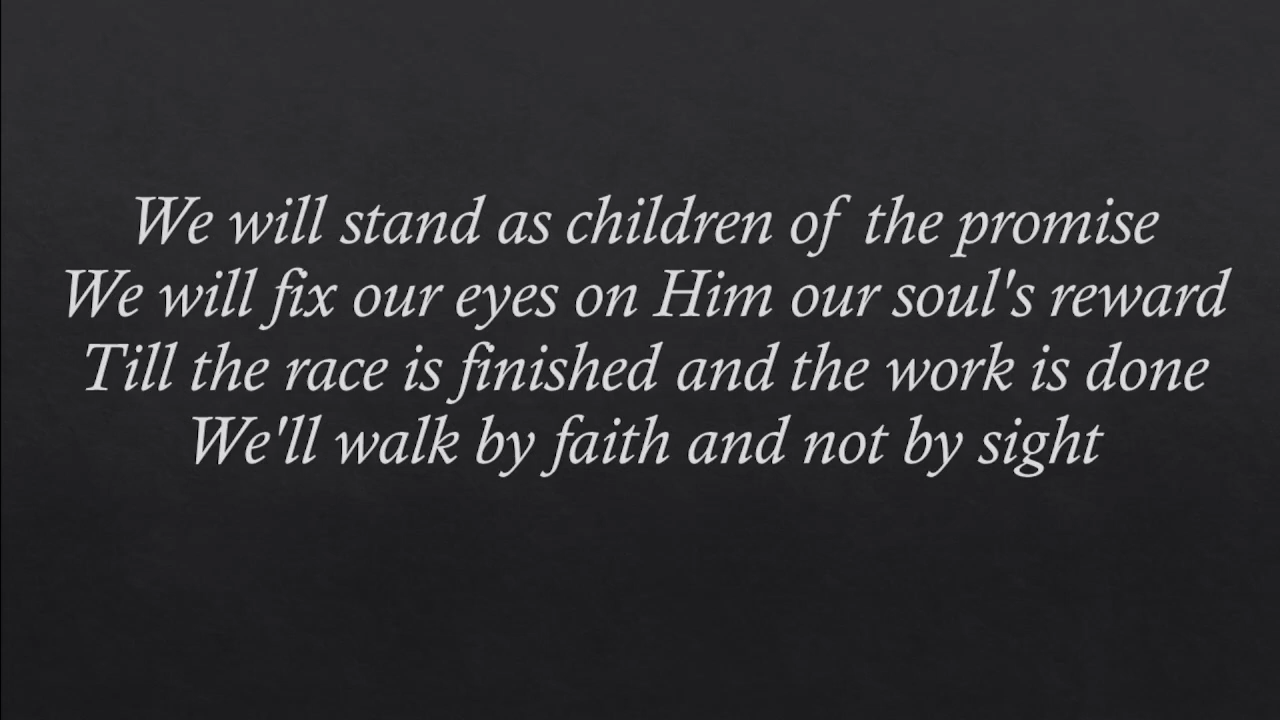 We will stand as children of the promise
We will fix our eyes on Him our soul's reward
Till the race is finished and the work is done
We'll walk by faith and not by sight